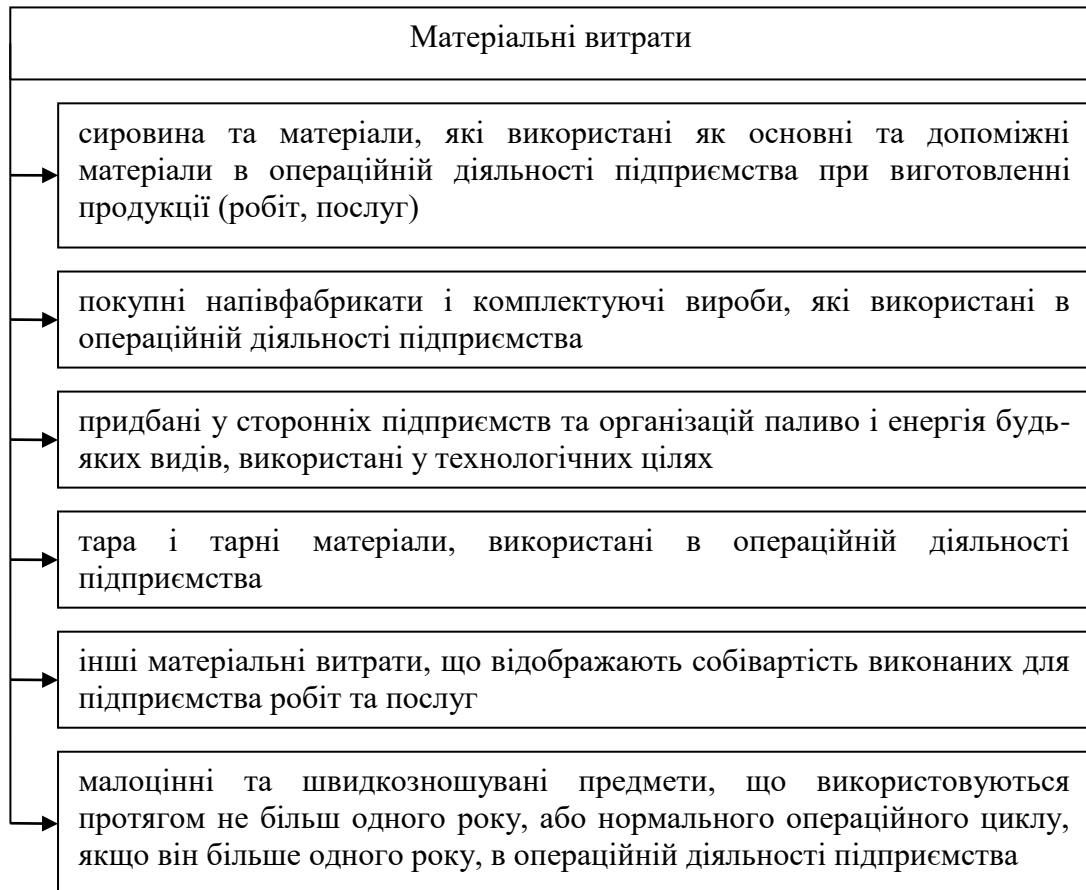 Матеріальні витрати
сировина та матеріали, які використані як основні та допоміжні
матеріали в операційній діяльності підприємства при виготовленні
продукції (робіт, послуг)
покупні напівфабрикати і комплектуючі вироби, які використані в
операційній діяльності підприємства
придбані у сторонніх підприємств та організацій паливо і енергія будь-
яких видів, використані у технологічних цілях
тара і тарні матеріали, використані в операційній діяльності
підприємства
інші матеріальні витрати, що відображають собівартість виконаних для
підприємства робіт та послуг
малоцінні та швидкозношувані предмети, що використовуються
протягом не більш одного року, або нормального операційного циклу,
якщо він більше одного року, в операційній діяльності підприємства